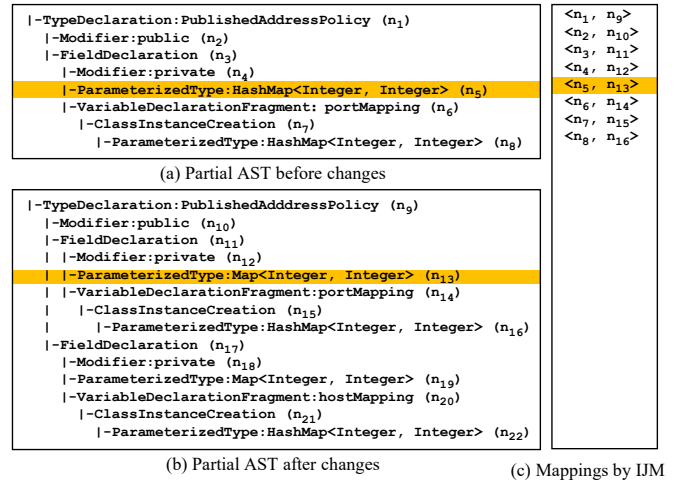 |-TypeDeclaration:PublishedAddressPolicy (n1)
|-Modifier:public (n2)
|-FieldDeclaration (n3)
|-Modifier:private (n4)
|-ParameterizedType:HashMap<Integer, Integer> (n5)
|-VariableDeclarationFragment: portMapping (n6)
|-ClassInstanceCreation (n7)
|-ParameterizedType:HashMap<Integer, Integer> (n8)
(a) Partial AST before changes
|-TypeDeclaration:PublishedAdddressPolicy (n9)
|-Modifier:public (n10)
|-FieldDeclaration (n11)
| |-Modifier:private (n12)
| |-ParameterizedType:Map<Integer, Integer> (n13)
| |-VariableDeclarationFragment:portMapping (n14)
| |-ClassInstanceCreation (n15)
| |-ParameterizedType:HashMap<Integer, Integer> (n16)
|-FieldDeclaration (n17)
|-Modifier:private (n18)
|-ParameterizedType:Map<Integer, Integer> (n19)
|-VariableDeclarationFragment:hostMapping (n20)
|-ClassInstanceCreation (n21)
|-ParameterizedType:HashMap<Integer, Integer> (n22)
(b) Partial AST after changes
<n1, n9>
<n2, n10>
<n3, n11>
<n4, n12>
<n5, n13>
<n6, n14>
<n7, n15>
<n8, n16>
(c) Mappings by IJM